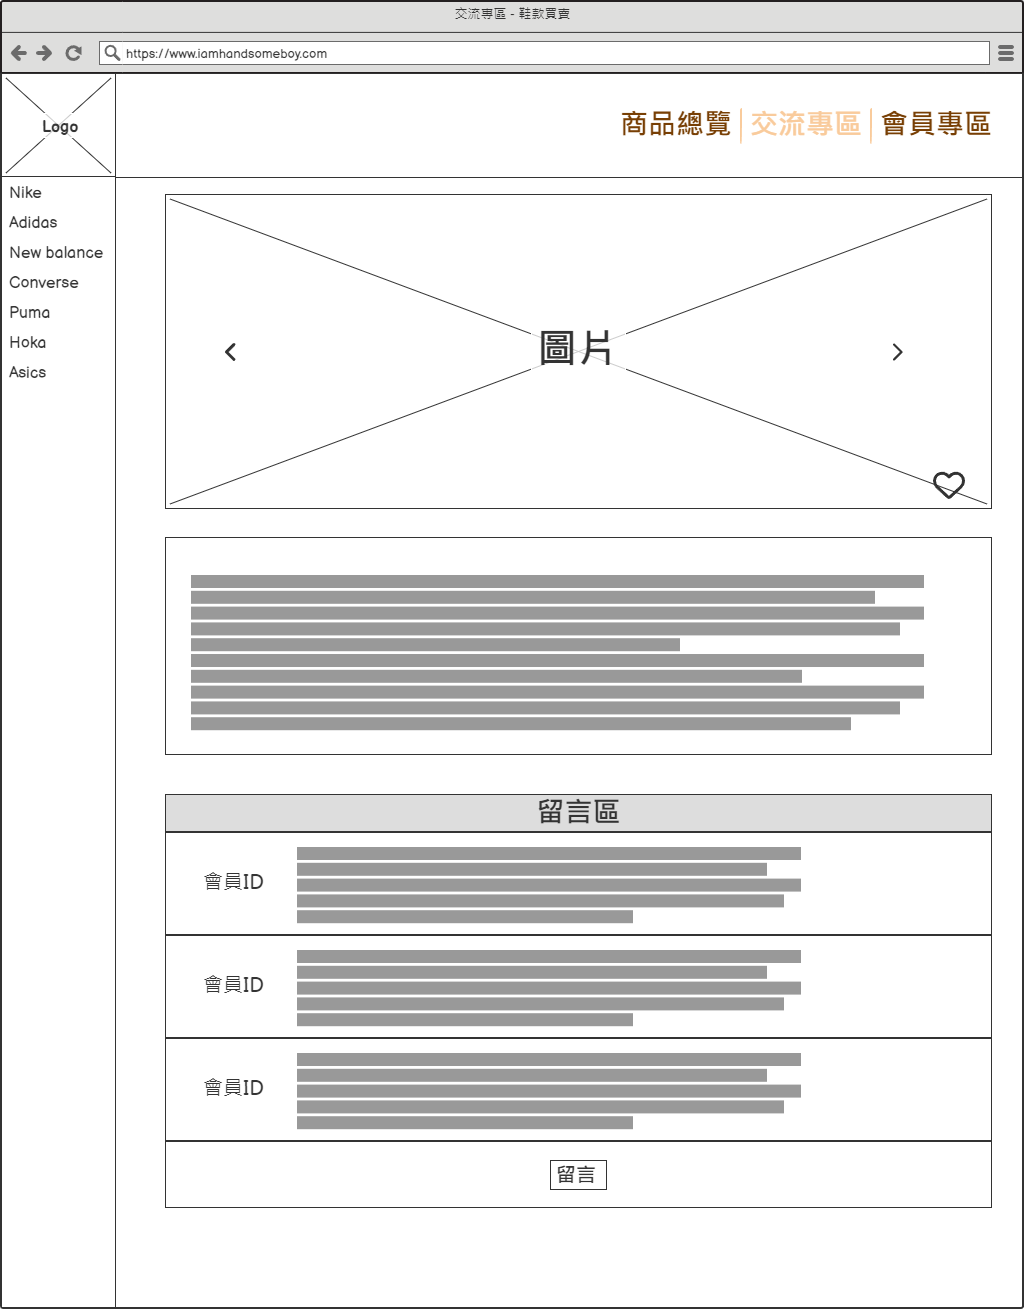 交流專區 - 鞋款買賣
https://www.iamhandsomeboy.com
Logo
商品總覽 交流專區 會員專區
Nike
Adidas
New balance
Converse
Puma
Hoka
Asics
圖片
留言區
會員ID
會員ID
會員ID
留言